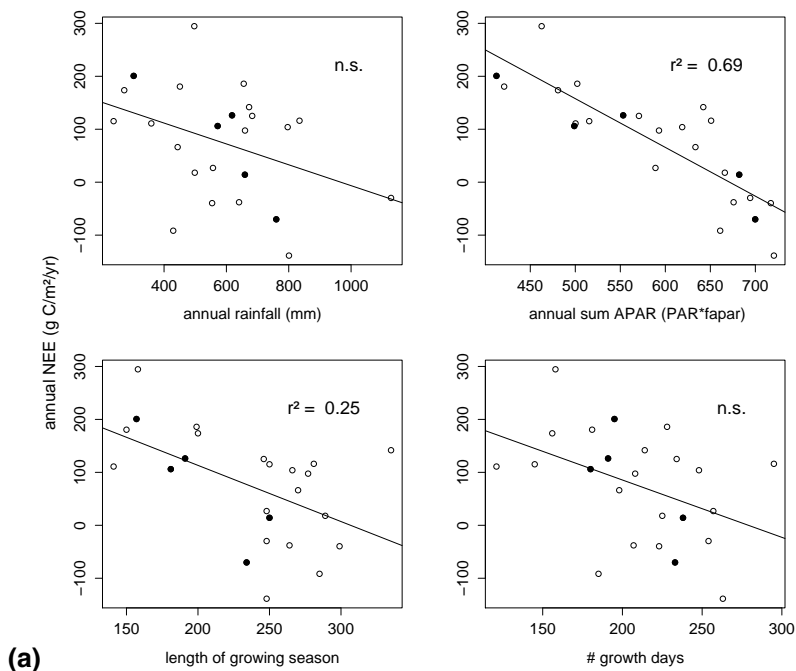 300
200
100
0
−100
n.s.
400 600 800 1000
annual rainfall (mm)
300
200
100
0
−100
r² = 0.69
400 450 500 550 600 650 700
annual sum APAR (PAR*fapar)
annual NEE (g C/m²/yr)
300
200
100
0
−100
r² = 0.25
150 200 250 300
length of growing season
300
200
100
0
−100
n.s.
150 200 250 300
# growth days
(a)